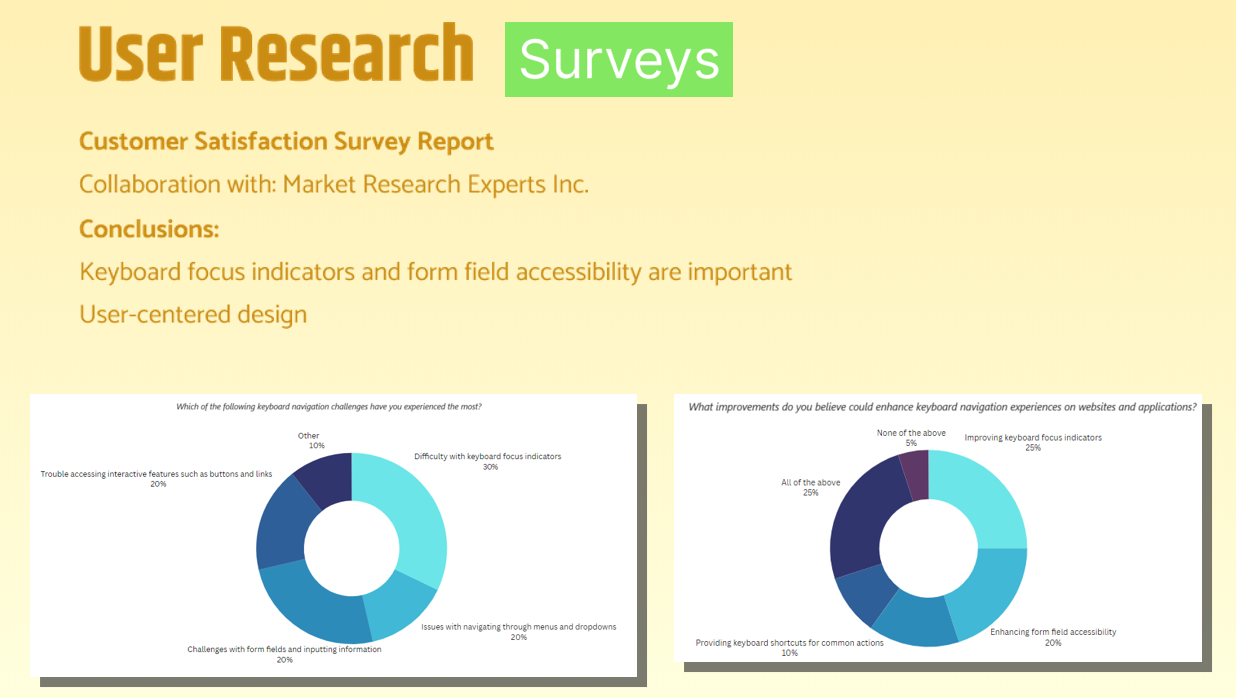 User Research
Surveys
Customer Satisfaction Survey Report
Collaboration with: Market Research Experts Inc.
Conclusions:
Keyboard focus indicators and form field accessibility are important
User-centered design
Which of the following keyboard navigation challenges have you experienced the most?
Other
10%
Difficulty with keyboard focus indicators
30%
Trouble accessing interactive features such as buttons and links
20%
Issues with navigating through menus and dropdowns
20%
Challenges with form fields and inputting information
20%
What improvements do you believe could enhance keyboard navigation experiences on websites and applications?
None of the above
5%
Improving keyboard focus indicators
25%
All of the above
25%
Enhancing form field accessibility
20%
Providing keyboard shortcuts for common actions
10%